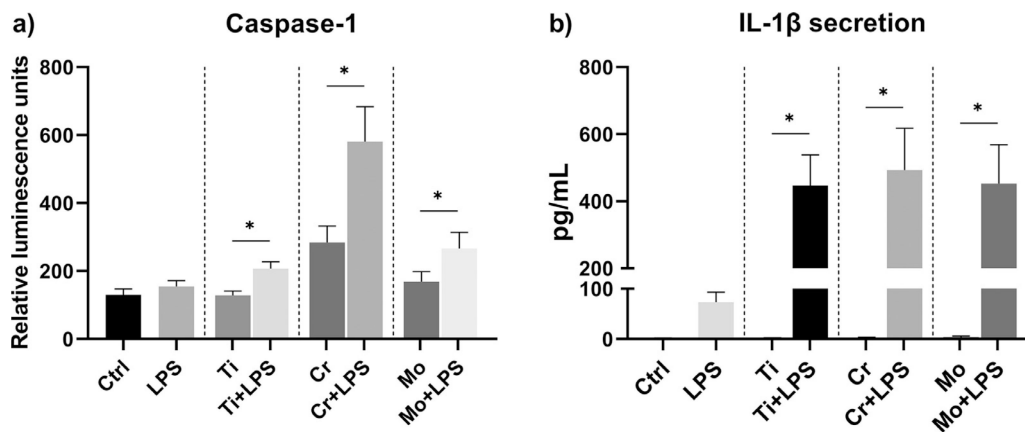 a) Caspase-1
Relative luminescence units
800
600
400
200
0
*
*
*
Ctrl
LPS
Ti
Ti+LPS
Cr
Cr+LPS
Mo
Mo+LPS
b) IL-1β secretion
pg/mL
800
600
400
200
100
0
*
*
*
Ctrl
LPS
Ti
Ti+LPS
Cr
Cr+LPS
Mo
Mo+LPS